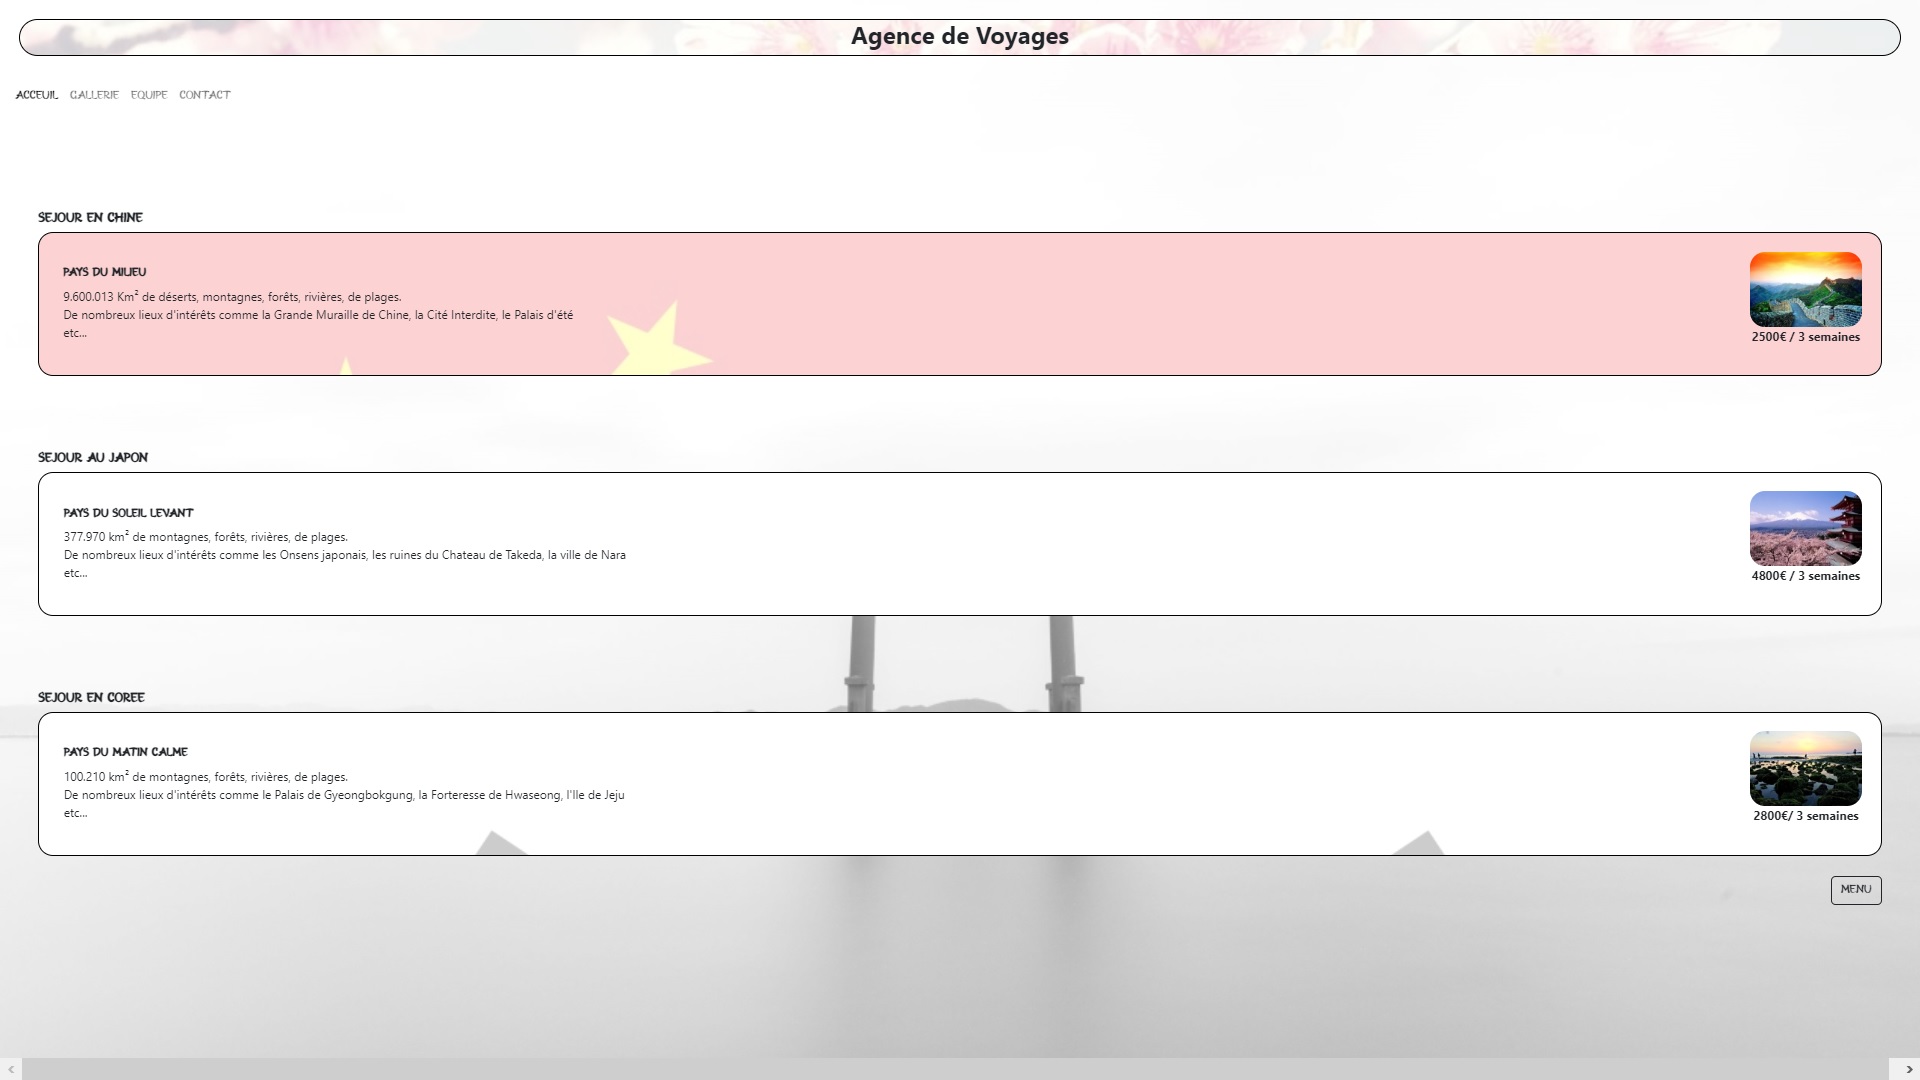 Agence de Voyages
ACCEUIL GALLERIE EQUIPE CONTACT
SEJOUR EN CHINE
PAYS DU MILIEU
9.600.013 Km² de déserts, montagnes, forêts, rivières, de plages.
De nombreux lieux d'intérêts comme la Grande Muraille de Chine, la Cité Interdite, le Palais d'été
etc...
2500€ / 3 semaines
SEJOUR AU JAPON
PAYS DU SOLEIL LEVANT
377.970 km² de montagnes, forêts, rivières, de plages.
De nombreux lieux d'intérêts comme les Onsens japonais, les ruines du Chateau de Takeda, la ville de Nara
etc...
4800€ / 3 semaines
SEJOUR EN COREE
PAYS DU MATIN CALME
100.210 km² de montagnes, forêts, rivières, de plages.
De nombreux lieux d'intérêts comme le Palais de Gyeongbokgung, la Forteresse de Hwaseong, l'Ile de Jeju
etc...
2800€/ 3 semaines
MENU